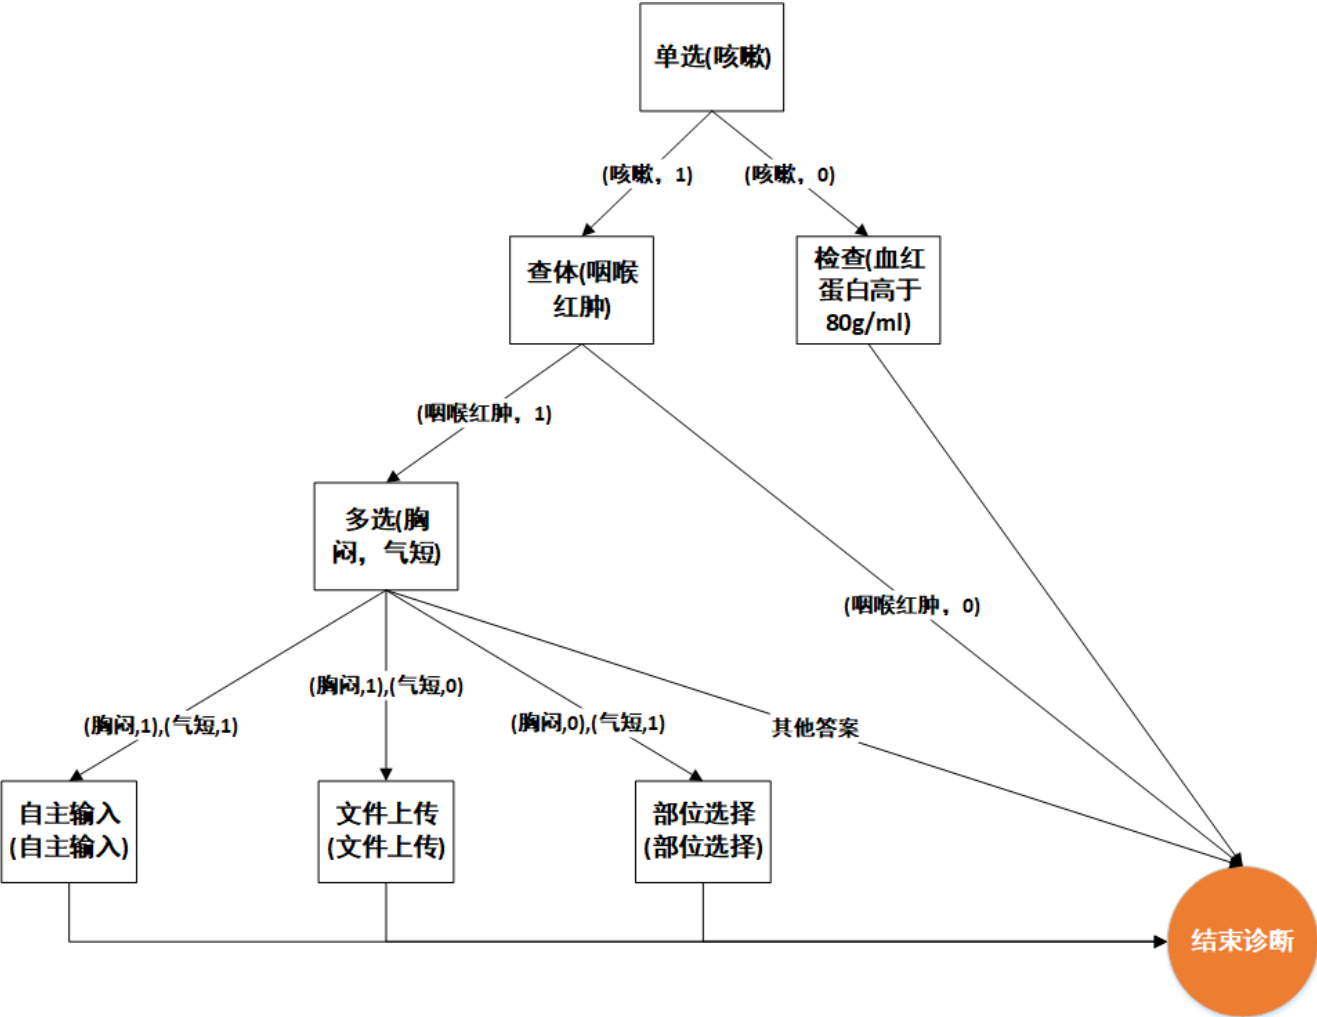 单选(咳嗽)
(咳嗽，1)
(咳嗽，0)
查体(咽喉
红肿)
检查(血红
蛋白高于
80g/ml)
(咽喉红肿，1)
多选(胸
闷，气短)
(咽喉红肿，0)
(胸闷,1),(气短,1)
(胸闷,1),(气短,0)
(胸闷,0),(气短,1)
其他答案
自主输入
(自主输入)
文件上传
(文件上传)
部位选择
(部位选择)
结束诊断